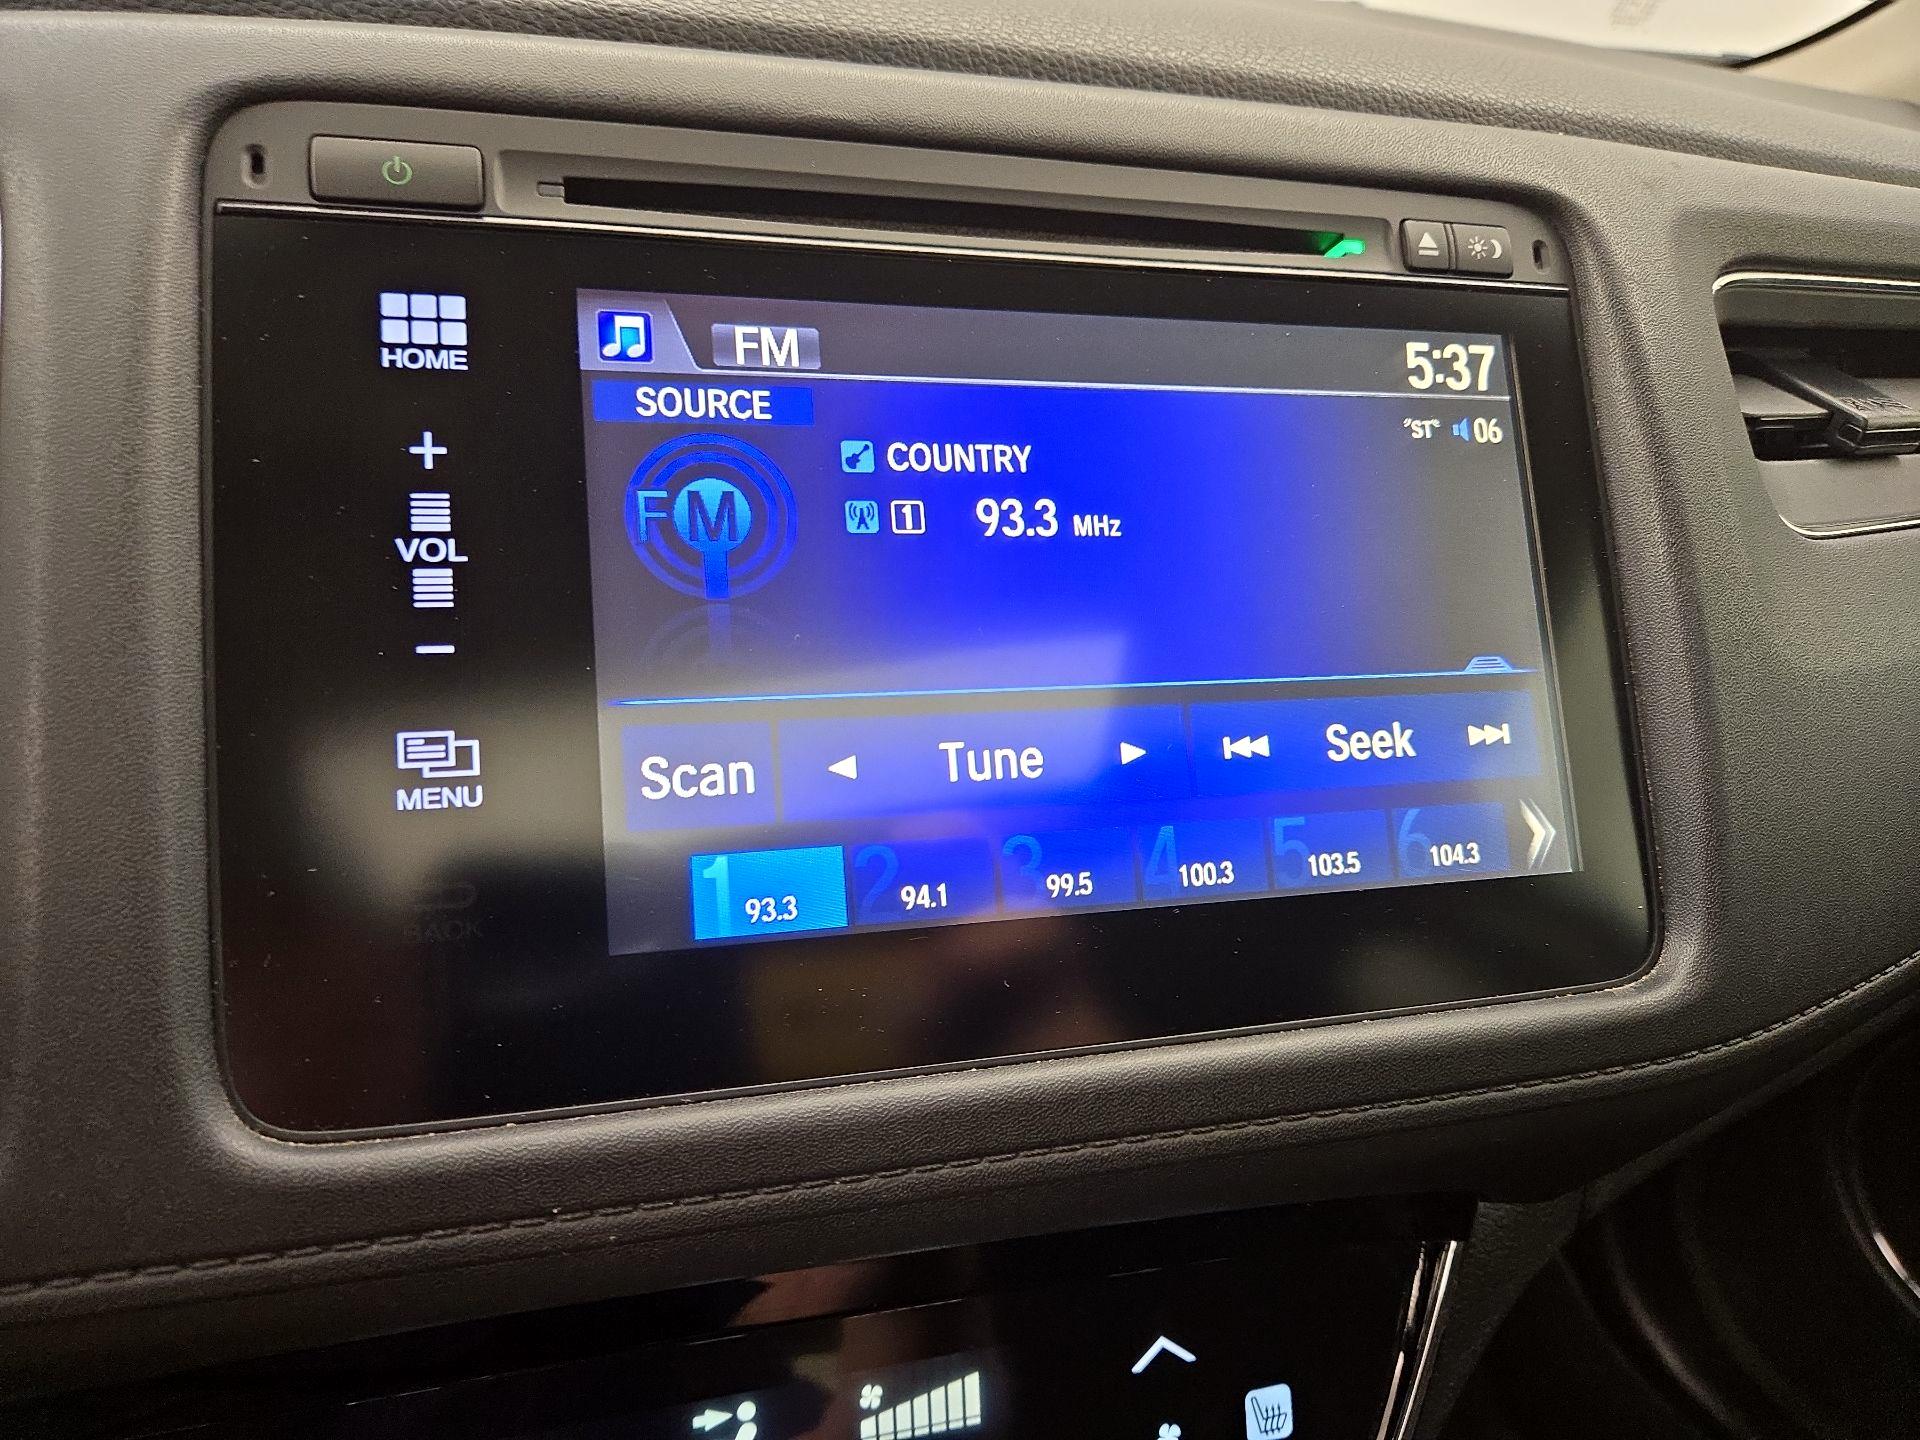 HOME
FM
5:37
SOURCE
"ST" 06
FM
COUNTRY
1 93.3 MHz
VOL
Scan Tune Seek
MENU
1 93.3 2 94.1 3 99.5 4 100.3 5 103.5 6 104.3
BACK